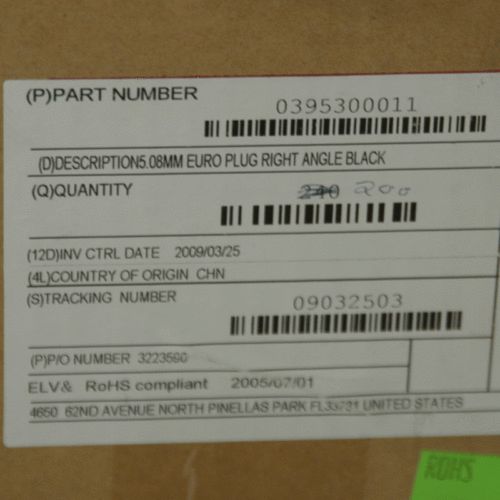 (P)PART NUMBER 0395300011
(D)DESCRIPTION5.08MM EURO PLUG RIGHT ANGLE BLACK
(Q)QUANTITY 240 200
(12D)INV CTRL DATE 2009/03/25
(4L)COUNTRY OF ORIGIN CHN
(S)TRACKING NUMBER 09032503
(P)P/O NUMBER 3223590
ELV& RoHS compliant 2005/07/01
4650 62ND AVENUE NORTH PINELLAS PARK UNITED STATES
ROHS